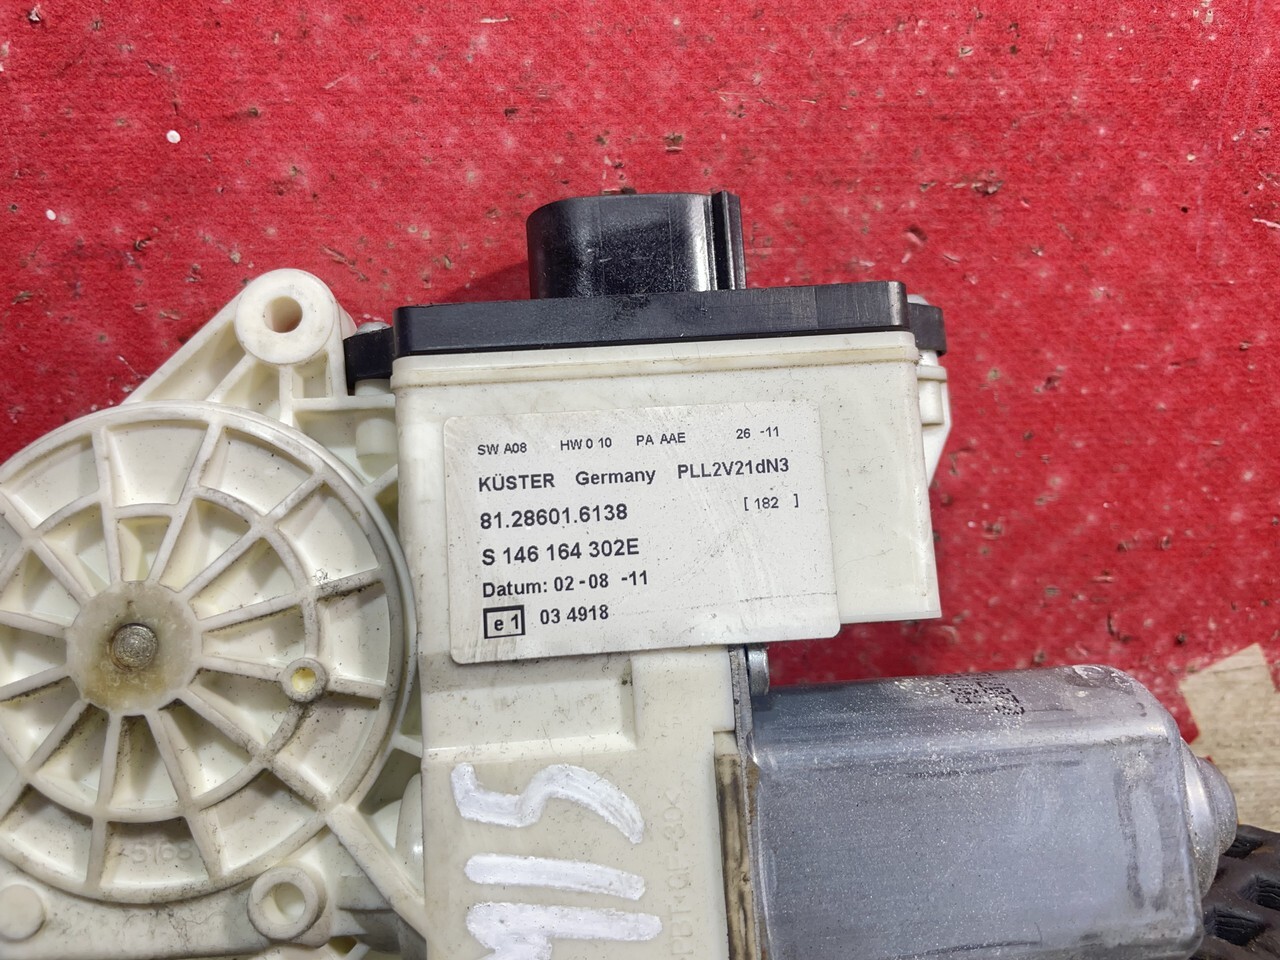 SW A08 HW 0 10 PA AAE 26 -11
KÜSTER Germany PLL2V21dN3
81.28601.6138 [ 182 ]
S 146 164 302E
Datum: 02-08 -11
e1 03 4918